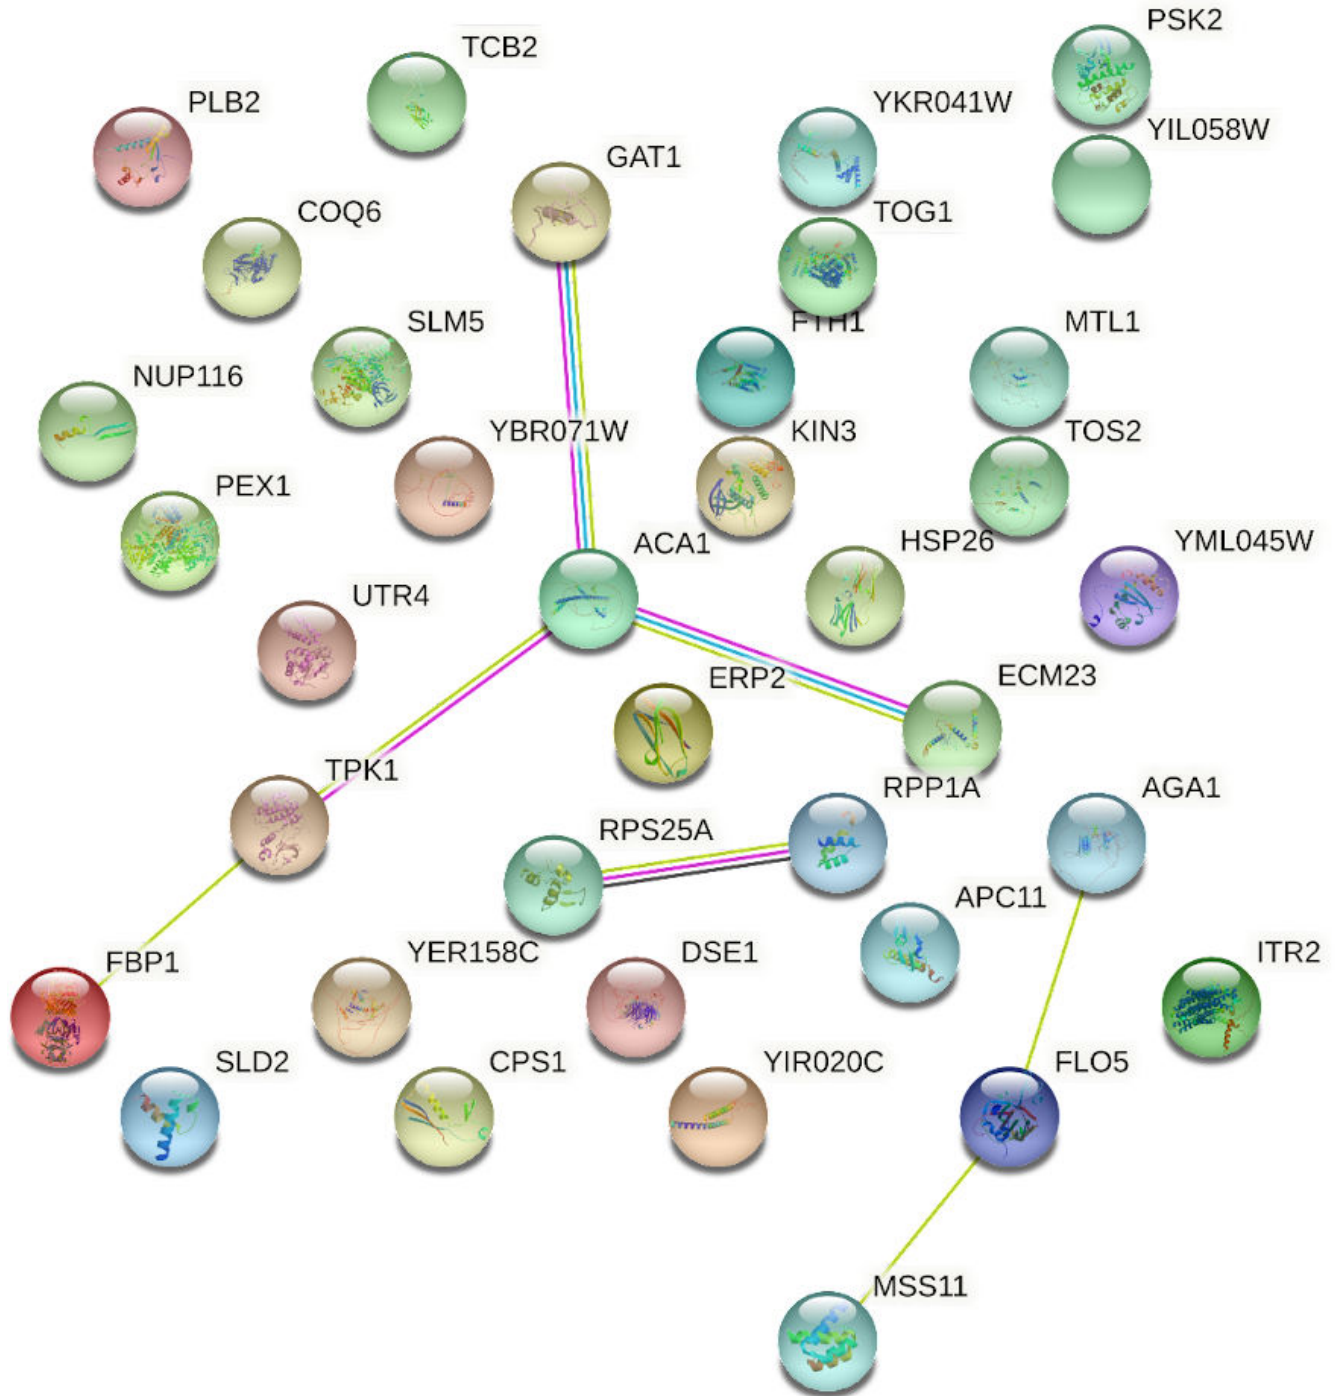 PSK2
TCB2
PLB2
YKR041W
YIL058W
GAT1
COQ6
TOG1
SLM5
FTH1
MTL1
NUP116
YBR071W
KIN3
TOS2
PEX1
ACA1
HSP26
YML045W
UTR4
ERP2
ECM23
TPK1
RPP1A
AGA1
RPS25A
APC11
FBP1
YER158C
DSE1
ITR2
SLD2
CPS1
YIR020C
FLO5
MSS11